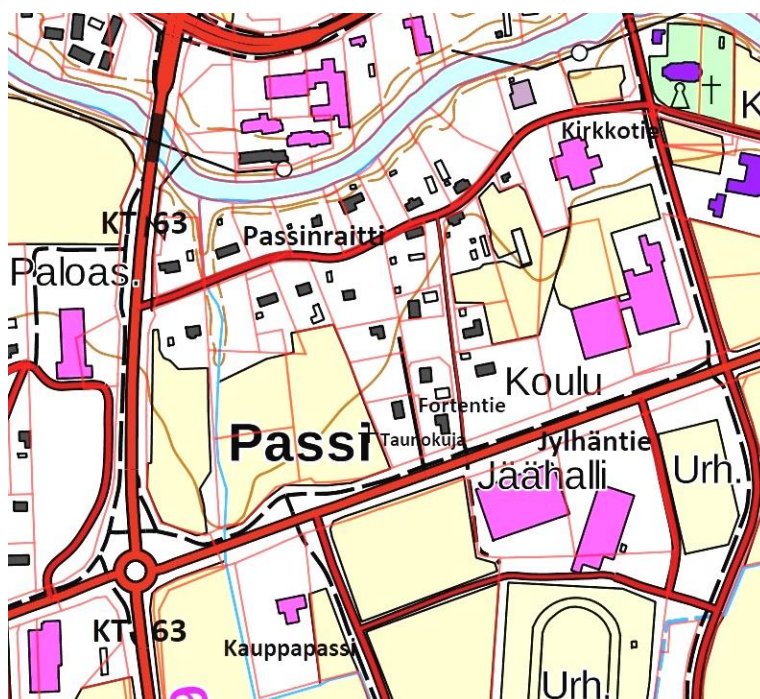 Kirkkotie
K
KT 63
Passinraitti
Paloas.
Koulu
Fortentie
Passi
Taunokuja
Jylhäntie
Jäähalli
Urh.
KT 63
Kauppapassi
Urh.